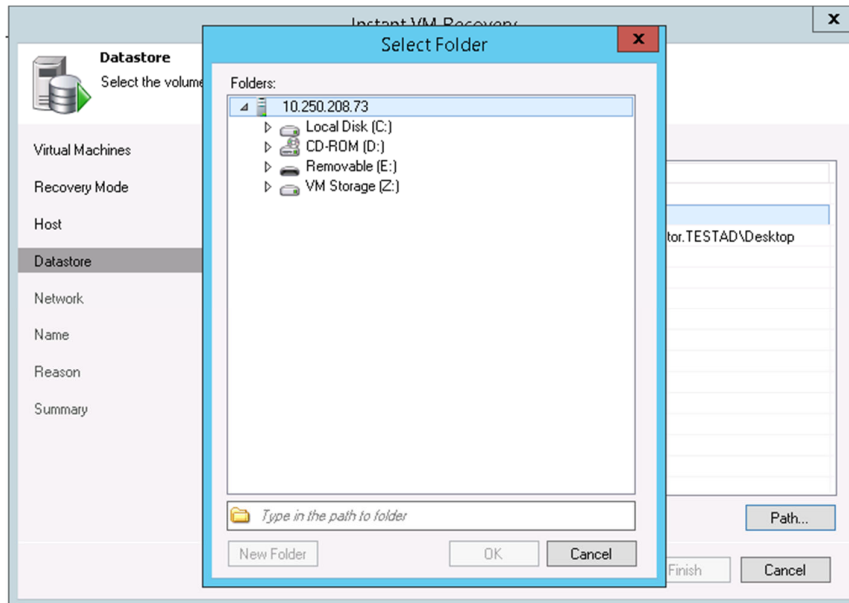 Instant VM Recovery
x
Select Folder
x
Datastore
Select the volume
Folders:
10.250.208.73
Local Disk (C:)
CD-ROM (D:)
Removable (E:)
VM Storage (Z:)
Virtual Machines
Recovery Mode
Host
Datastore
Network
Name
Reason
Summary
tor.TESTAD\Desktop
Type in the path to folder
Path...
New Folder
OK
Cancel
Finish
Cancel